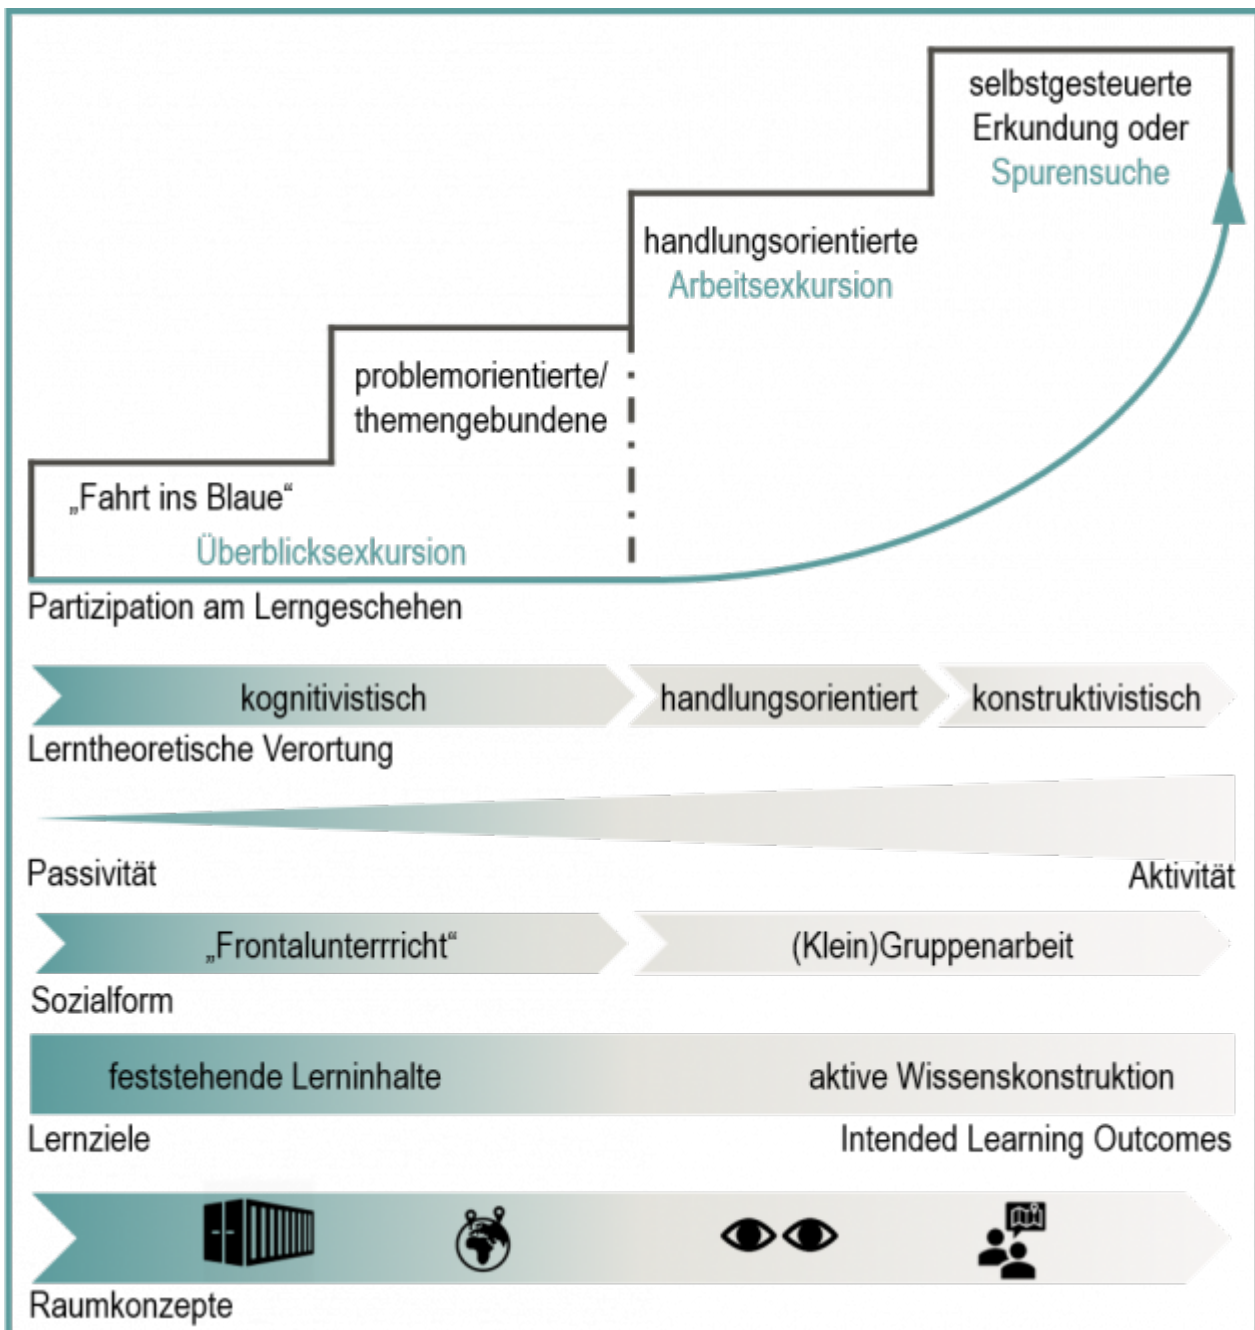 selbstgesteuerte
Erkundung oder
Spurensuche
handlungsorientierte
Arbeitsexkursion
problemorientierte/
themengebundene
„Fahrt ins Blaue“
Überblicksexkursion
Partizipation am Lerngeschehen
kognitivistisch
handlungsorientiert
konstruktivistisch
Lerntheoretische Verortung
Passivität
Aktivität
„Frontalunterrricht“
(Klein)Gruppenarbeit
Sozialform
feststehende Lerninhalte
aktive Wissenskonstruktion
Lernziele
Intended Learning Outcomes
Raumkonzepte